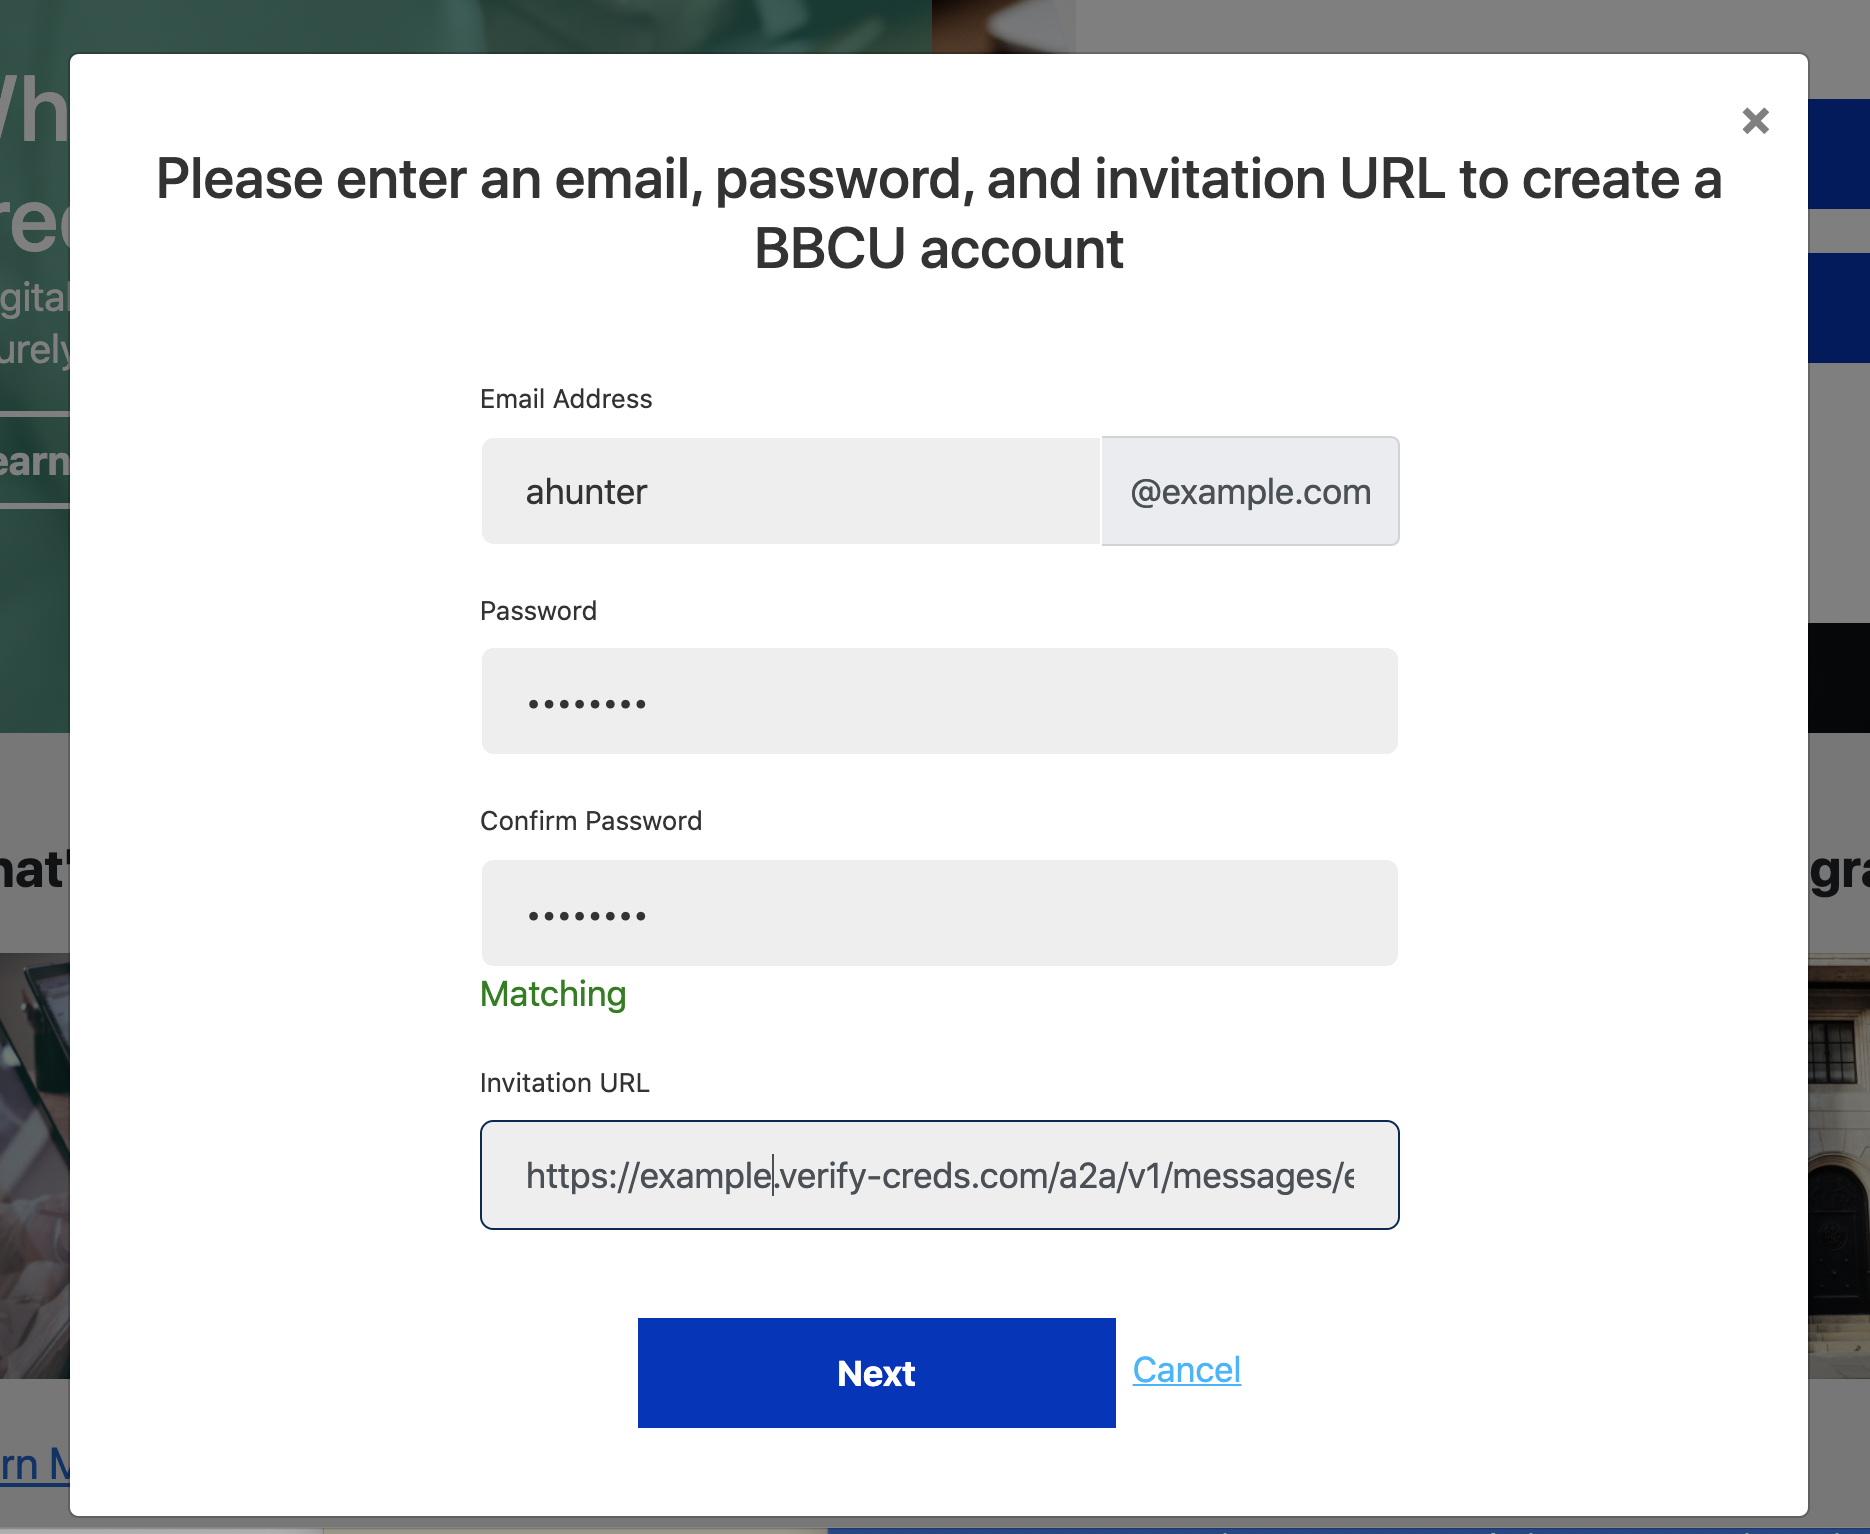 ×
Please enter an email, password, and invitation URL to create a
BBCU account
Email Address
ahunter
@example.com
Password
••••••••
Confirm Password
••••••••
Matching
Invitation URL
https://example.verify-creds.com/a2a/v1/messages/e
Next
Cancel